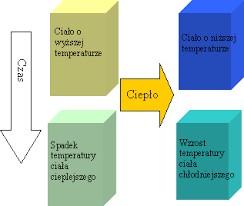 Ciało o
wyższej
temperaturze
Ciało o niższej
temperaturze
Czas
Ciepło
Spadek
temperatury
ciała
cieplejszego
Wzrost
temperatury
ciała
chłodniejszego